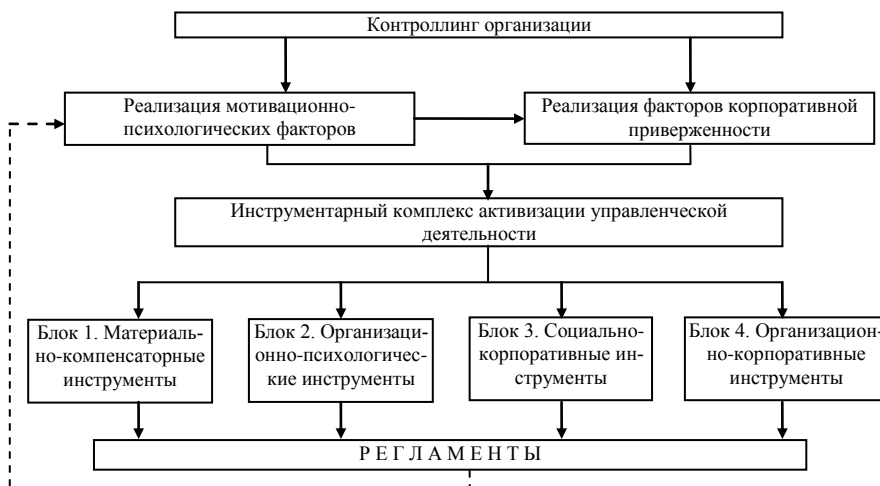 Контроллинг организации
Реализация мотивационно-
психологических факторов
Реализация факторов корпоративной
приверженности
Инструментарный комплекс активизации управленческой
деятельности
Блок 1. Материаль-
но-компенсаторные
инструменты
Блок 2. Организаци-
онно-психологичес-
кие инструменты
Блок 3. Социально-
корпоративные ин-
струменты
Блок 4. Организацион-
но-корпоративные
инструменты
Р Е Г Л А М Е Н Т Ы